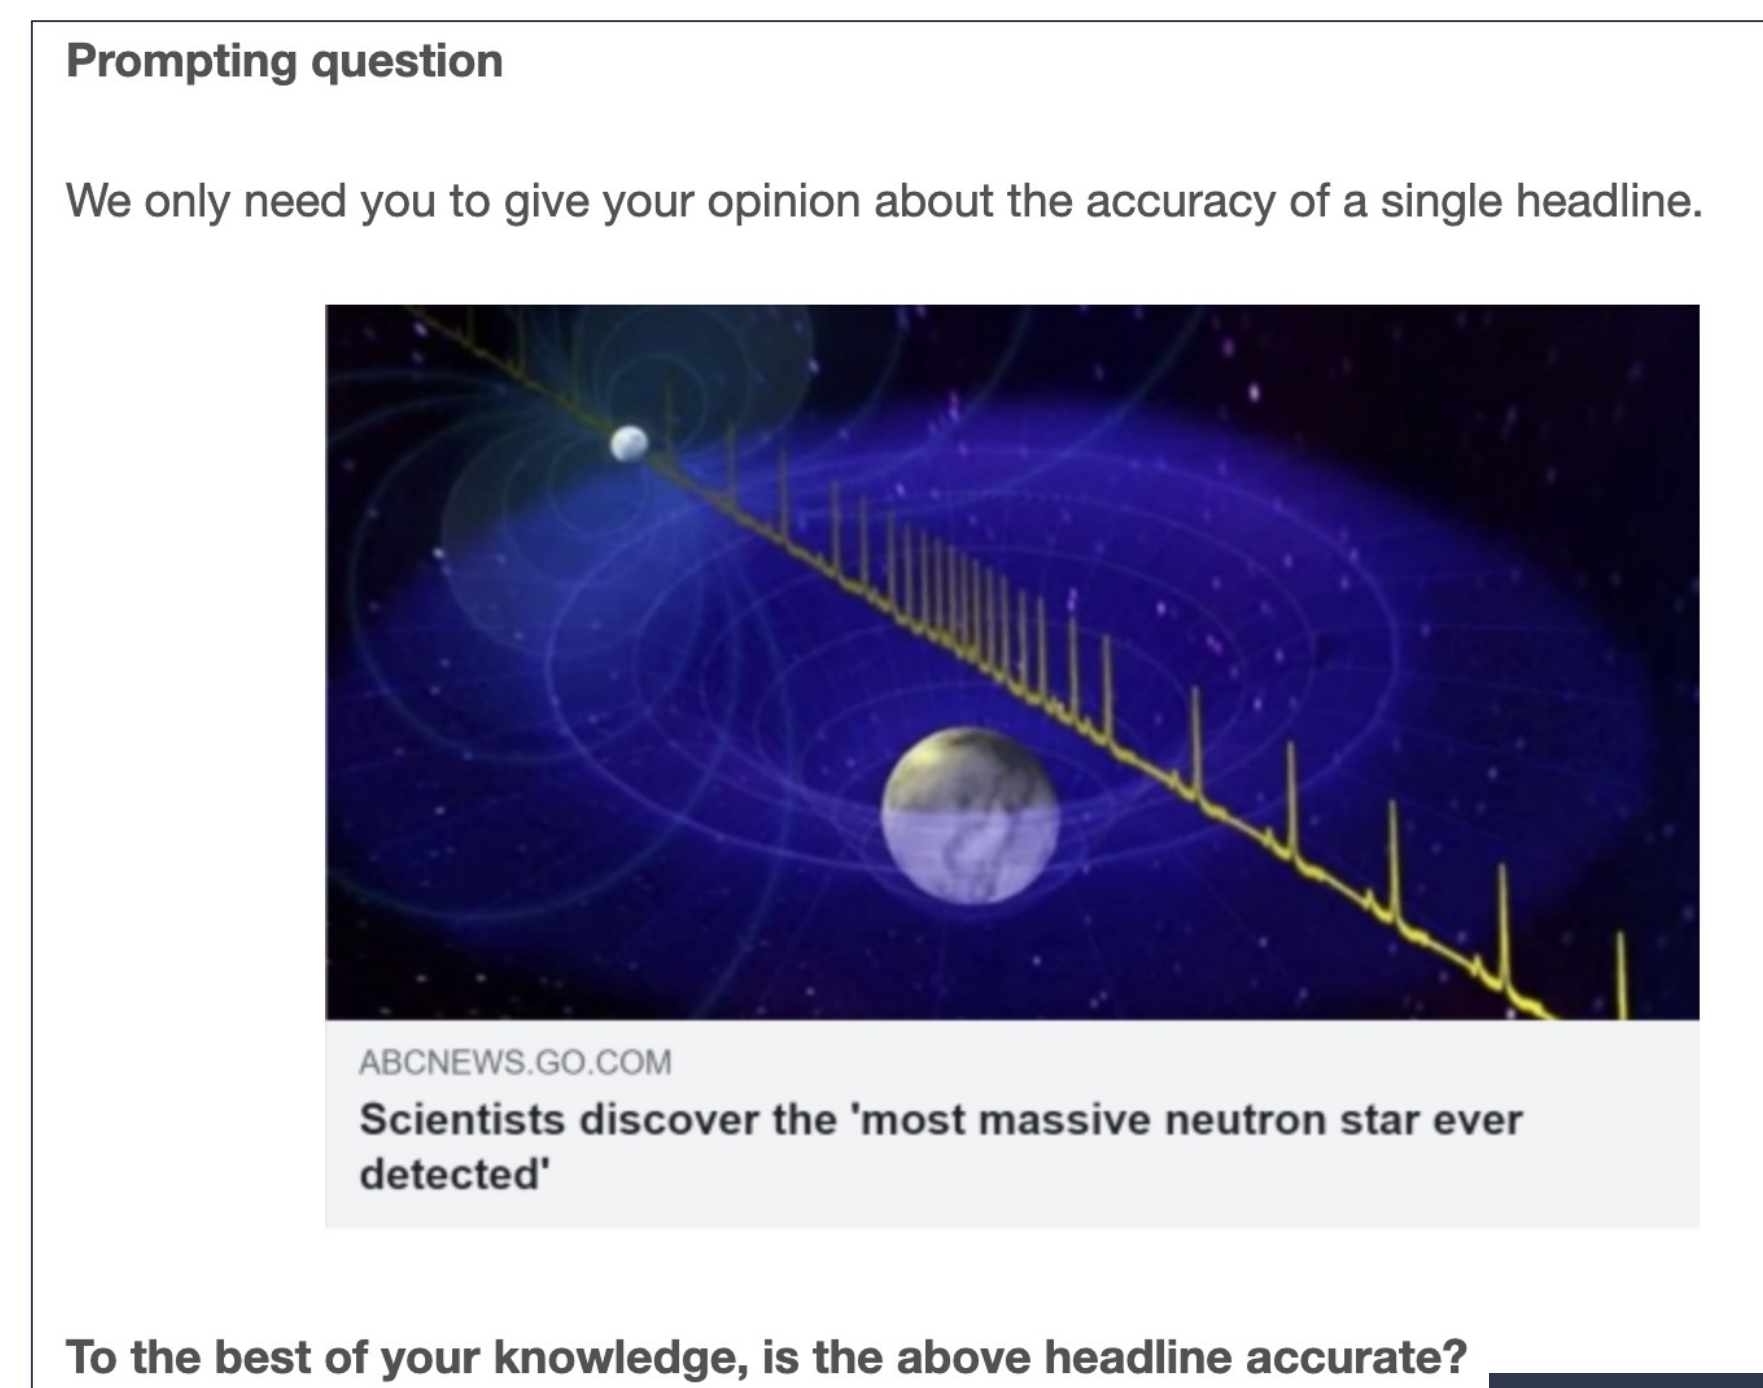 Prompting question
We only need you to give your opinion about the accuracy of a single headline.
ABCNEWS.GO.COM
Scientists discover the 'most massive neutron star ever
detected'
To the best of your knowledge, is the above headline accurate?